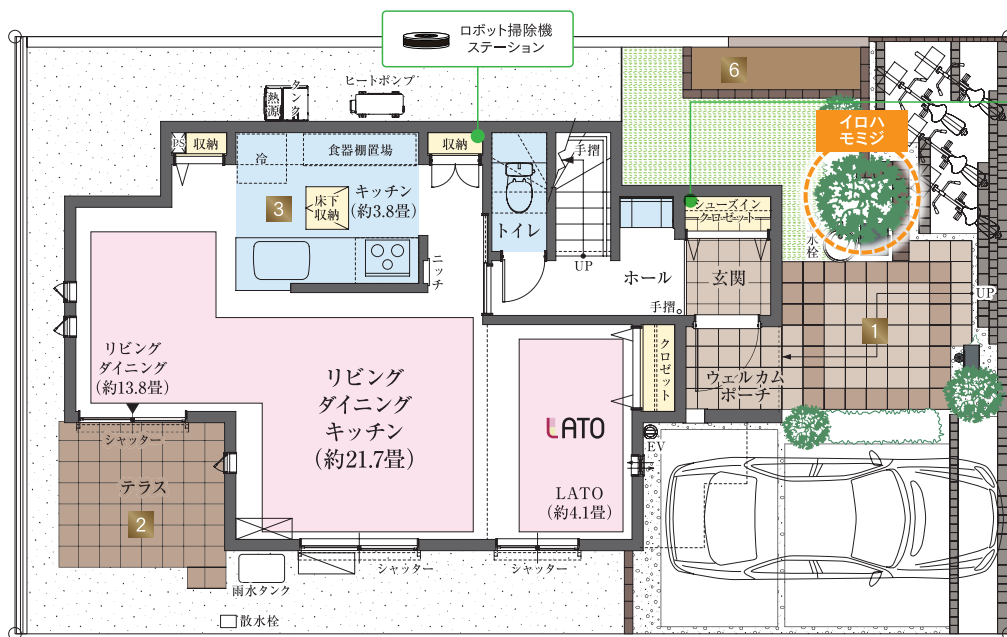 ロボット掃除機
ステーション
ヒートポンプ
熱源
タンク
6
イロハ
モミジ
PS
収納
冷
食器棚置場
収納
手摺
3
床下
収納
キッチン
(約3.8畳)
トイレ
シューズイン
クロゼット
水栓
UP
ニッチ
ホール
玄関
手摺
UP
1
リビング
ダイニング
(約13.8畳)
リビング
ダイニング
キッチン
(約21.7畳)
クロゼット
ウェルカム
ポーチ
LATO
シャッター
EV
テラス
2
LATO
(約4.1畳)
シャッター
シャッター
雨水タンク
散水栓